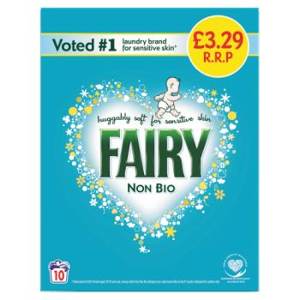 Voted #1
laundry brand
for sensitive skin*
£3.29
R.R.P
huggably soft for sensitive skin
FAIRY
NON BIO
10